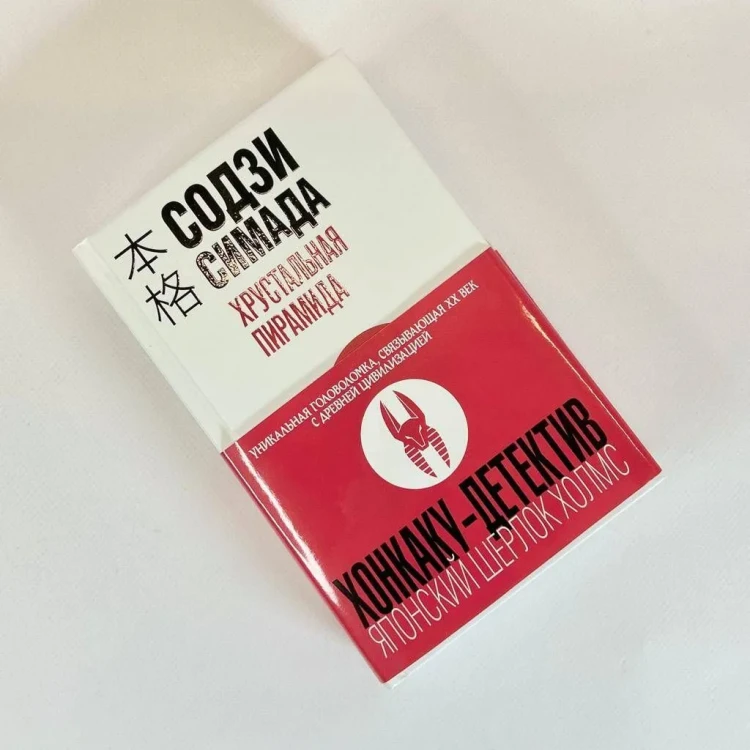 本格
СОДЗИ
СИМАДА
ХРУСТАЛЬНАЯ
ПИРАМИДА
УНИКАЛЬНАЯ ГОЛОВОЛОМКА, СВЯЗЫВАЮЩАЯ XX ВЕК
С ДРЕВНЕЙ ЦИВИЛИЗАЦИЕЙ
ХОНКАКУ-ДЕТЕКТИВ
ЯПОНСКИЙ ШЕРЛОК ХОЛМС